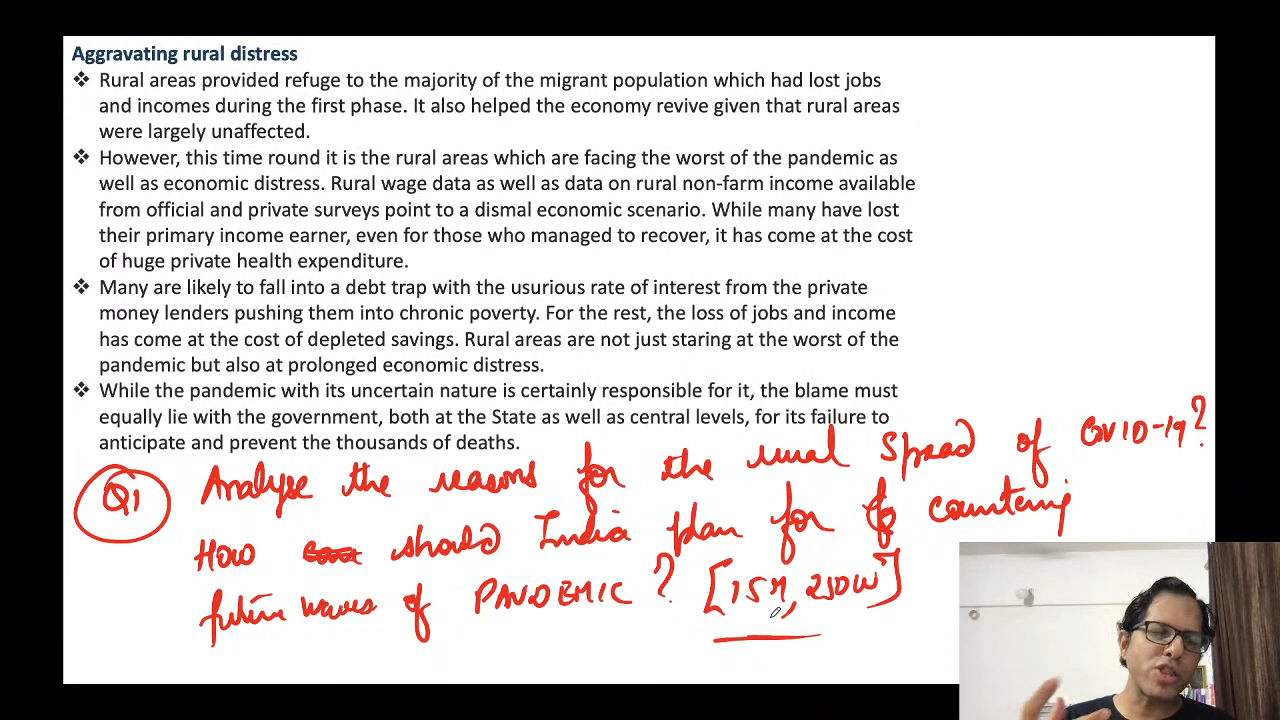 Aggravating rural distress
❖ Rural areas provided refuge to the majority of the migrant population which had lost jobs
and incomes during the first phase. It also helped the economy revive given that rural areas
were largely unaffected.
❖ However, this time round it is the rural areas which are facing the worst of the pandemic as
well as economic distress. Rural wage data as well as data on rural non-farm income available
from official and private surveys point to a dismal economic scenario. While many have lost
their primary income earner, even for those who managed to recover, it has come at the cost
of huge private health expenditure.
❖ Many are likely to fall into a debt trap with the usurious rate of interest from the private
money lenders pushing them into chronic poverty. For the rest, the loss of jobs and income
has come at the cost of depleted savings. Rural areas are not just staring at the worst of the
pandemic but also at prolonged economic distress.
❖ While the pandemic with its uncertain nature is certainly responsible for it, the blame must
equally lie with the government, both at the State as well as central levels, for its failure to
anticipate and prevent the thousands of deaths.
Q1 Analyse the reasons for the rural spread of COVID-19?
How should India plan for countering
future waves of PANDEMIC? [15M, 250W]